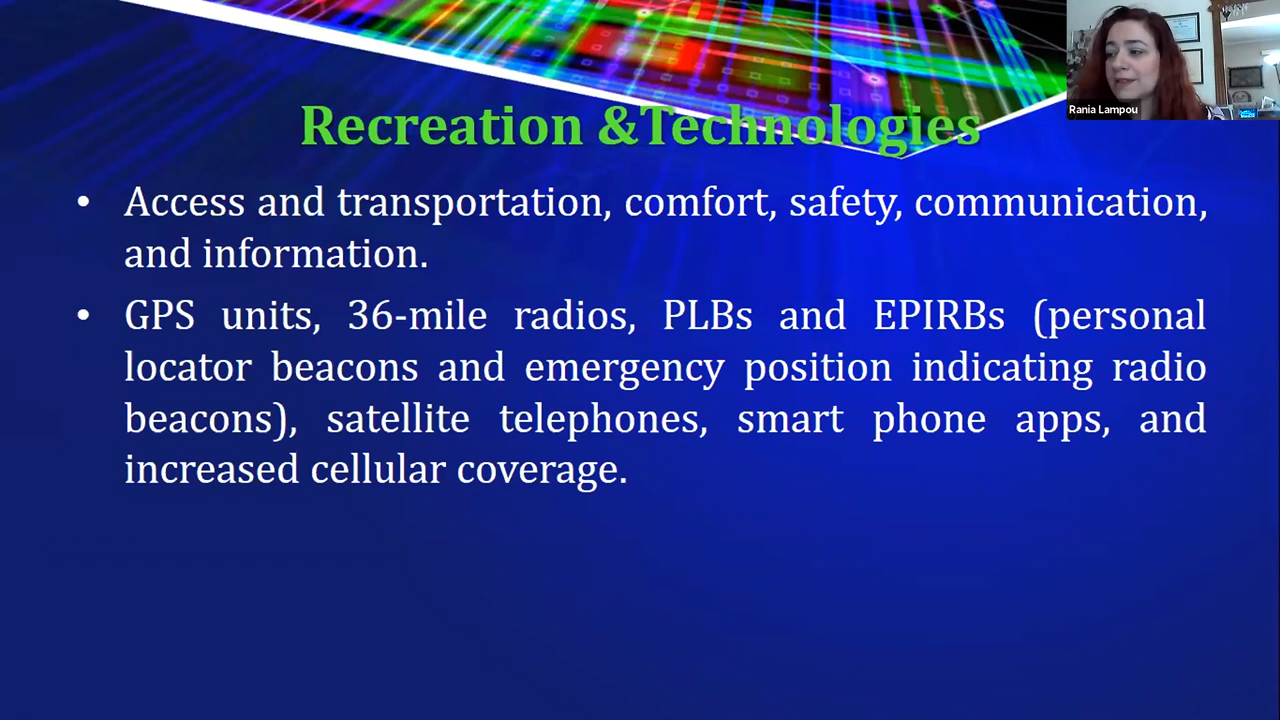 Rania Lampou
Recreation &Technologies
• Access and transportation, comfort, safety, communication,
and information.
• GPS units, 36-mile radios, PLBs and EPIRBs (personal
locator beacons and emergency position indicating radio
beacons), satellite telephones, smart phone apps, and
increased cellular coverage.